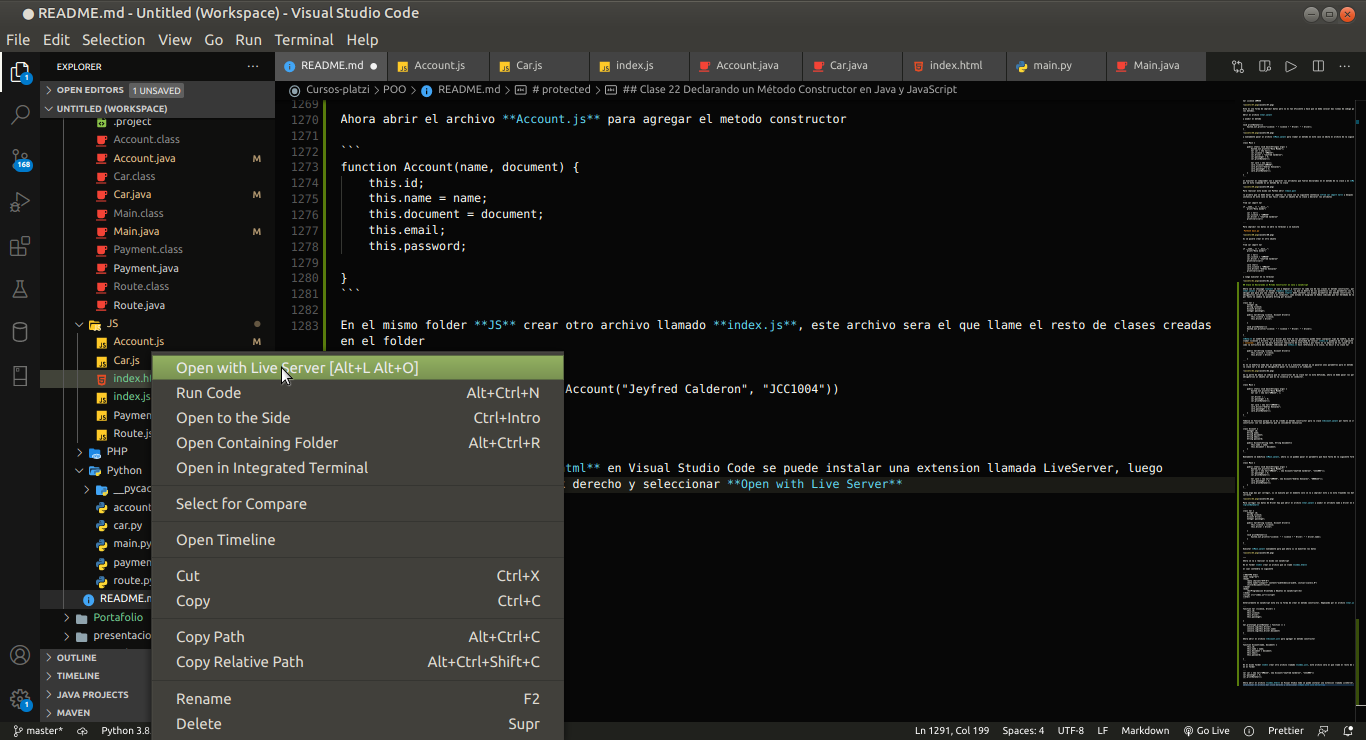 README.md - Untitled (Workspace) - Visual Studio Code
File Edit Selection View Go Run Terminal Help
EXPLORER
OPEN EDITORS 1 UNSAVED
UNTITLED (WORKSPACE)
.project
Account.class
Account.java M
Car.class
Car.java M
Main.class
Main.java M
Payment.class
Payment.java
Route.class
Route.java
JS
Account.js M
Car.js
index.ht
index.js
Paymen
Route.js
PHP
Python
__pycac
account
car.py
main.py
paymen
route.py
README.m
Portafolio
presentacio
OUTLINE
TIMELINE
JAVA PROJECTS
MAVEN
1
168
1
README.md Account.js Car.js index.js Account.java Car.java index.html main.py Main.java
Cursos-platzi > POO > README.md > # protected > ## Clase 22 Declarando un Método Constructor en Java y JavaScript
1269
1270 Ahora abrir el archivo **Account.js** para agregar el metodo constructor
1271
1272 ```
1273 function Account(name, document) {
1274 this.id;
1275 this.name = name;
1276 this.document = document;
1277 this.email;
1278 this.password;
1279
1280 }
1281 ```
1282
1283 En el mismo folder **JS** crear otro archivo llamado **index.js**, este archivo sera el que llame el resto de clases creadas
en el folder
Account("Jeyfred Calderon", "JCC1004"))
tml** en Visual Studio Code se puede instalar una extension llamada LiveServer, luego
derecho y seleccionar **Open with Live Server**
Open with Live Server [Alt+L Alt+O]
Run Code Alt+Ctrl+N
Open to the Side Ctrl+Intro
Open Containing Folder Alt+Ctrl+R
Open in Integrated Terminal
Select for Compare
Open Timeline
Cut Ctrl+X
Copy Ctrl+C
Copy Path Alt+Ctrl+C
Copy Relative Path Alt+Ctrl+Shift+C
Rename F2
Delete Supr
master* Python 3.8 Ln 1291, Col 199 Spaces: 4 UTF-8 LF Markdown Go Live Prettier